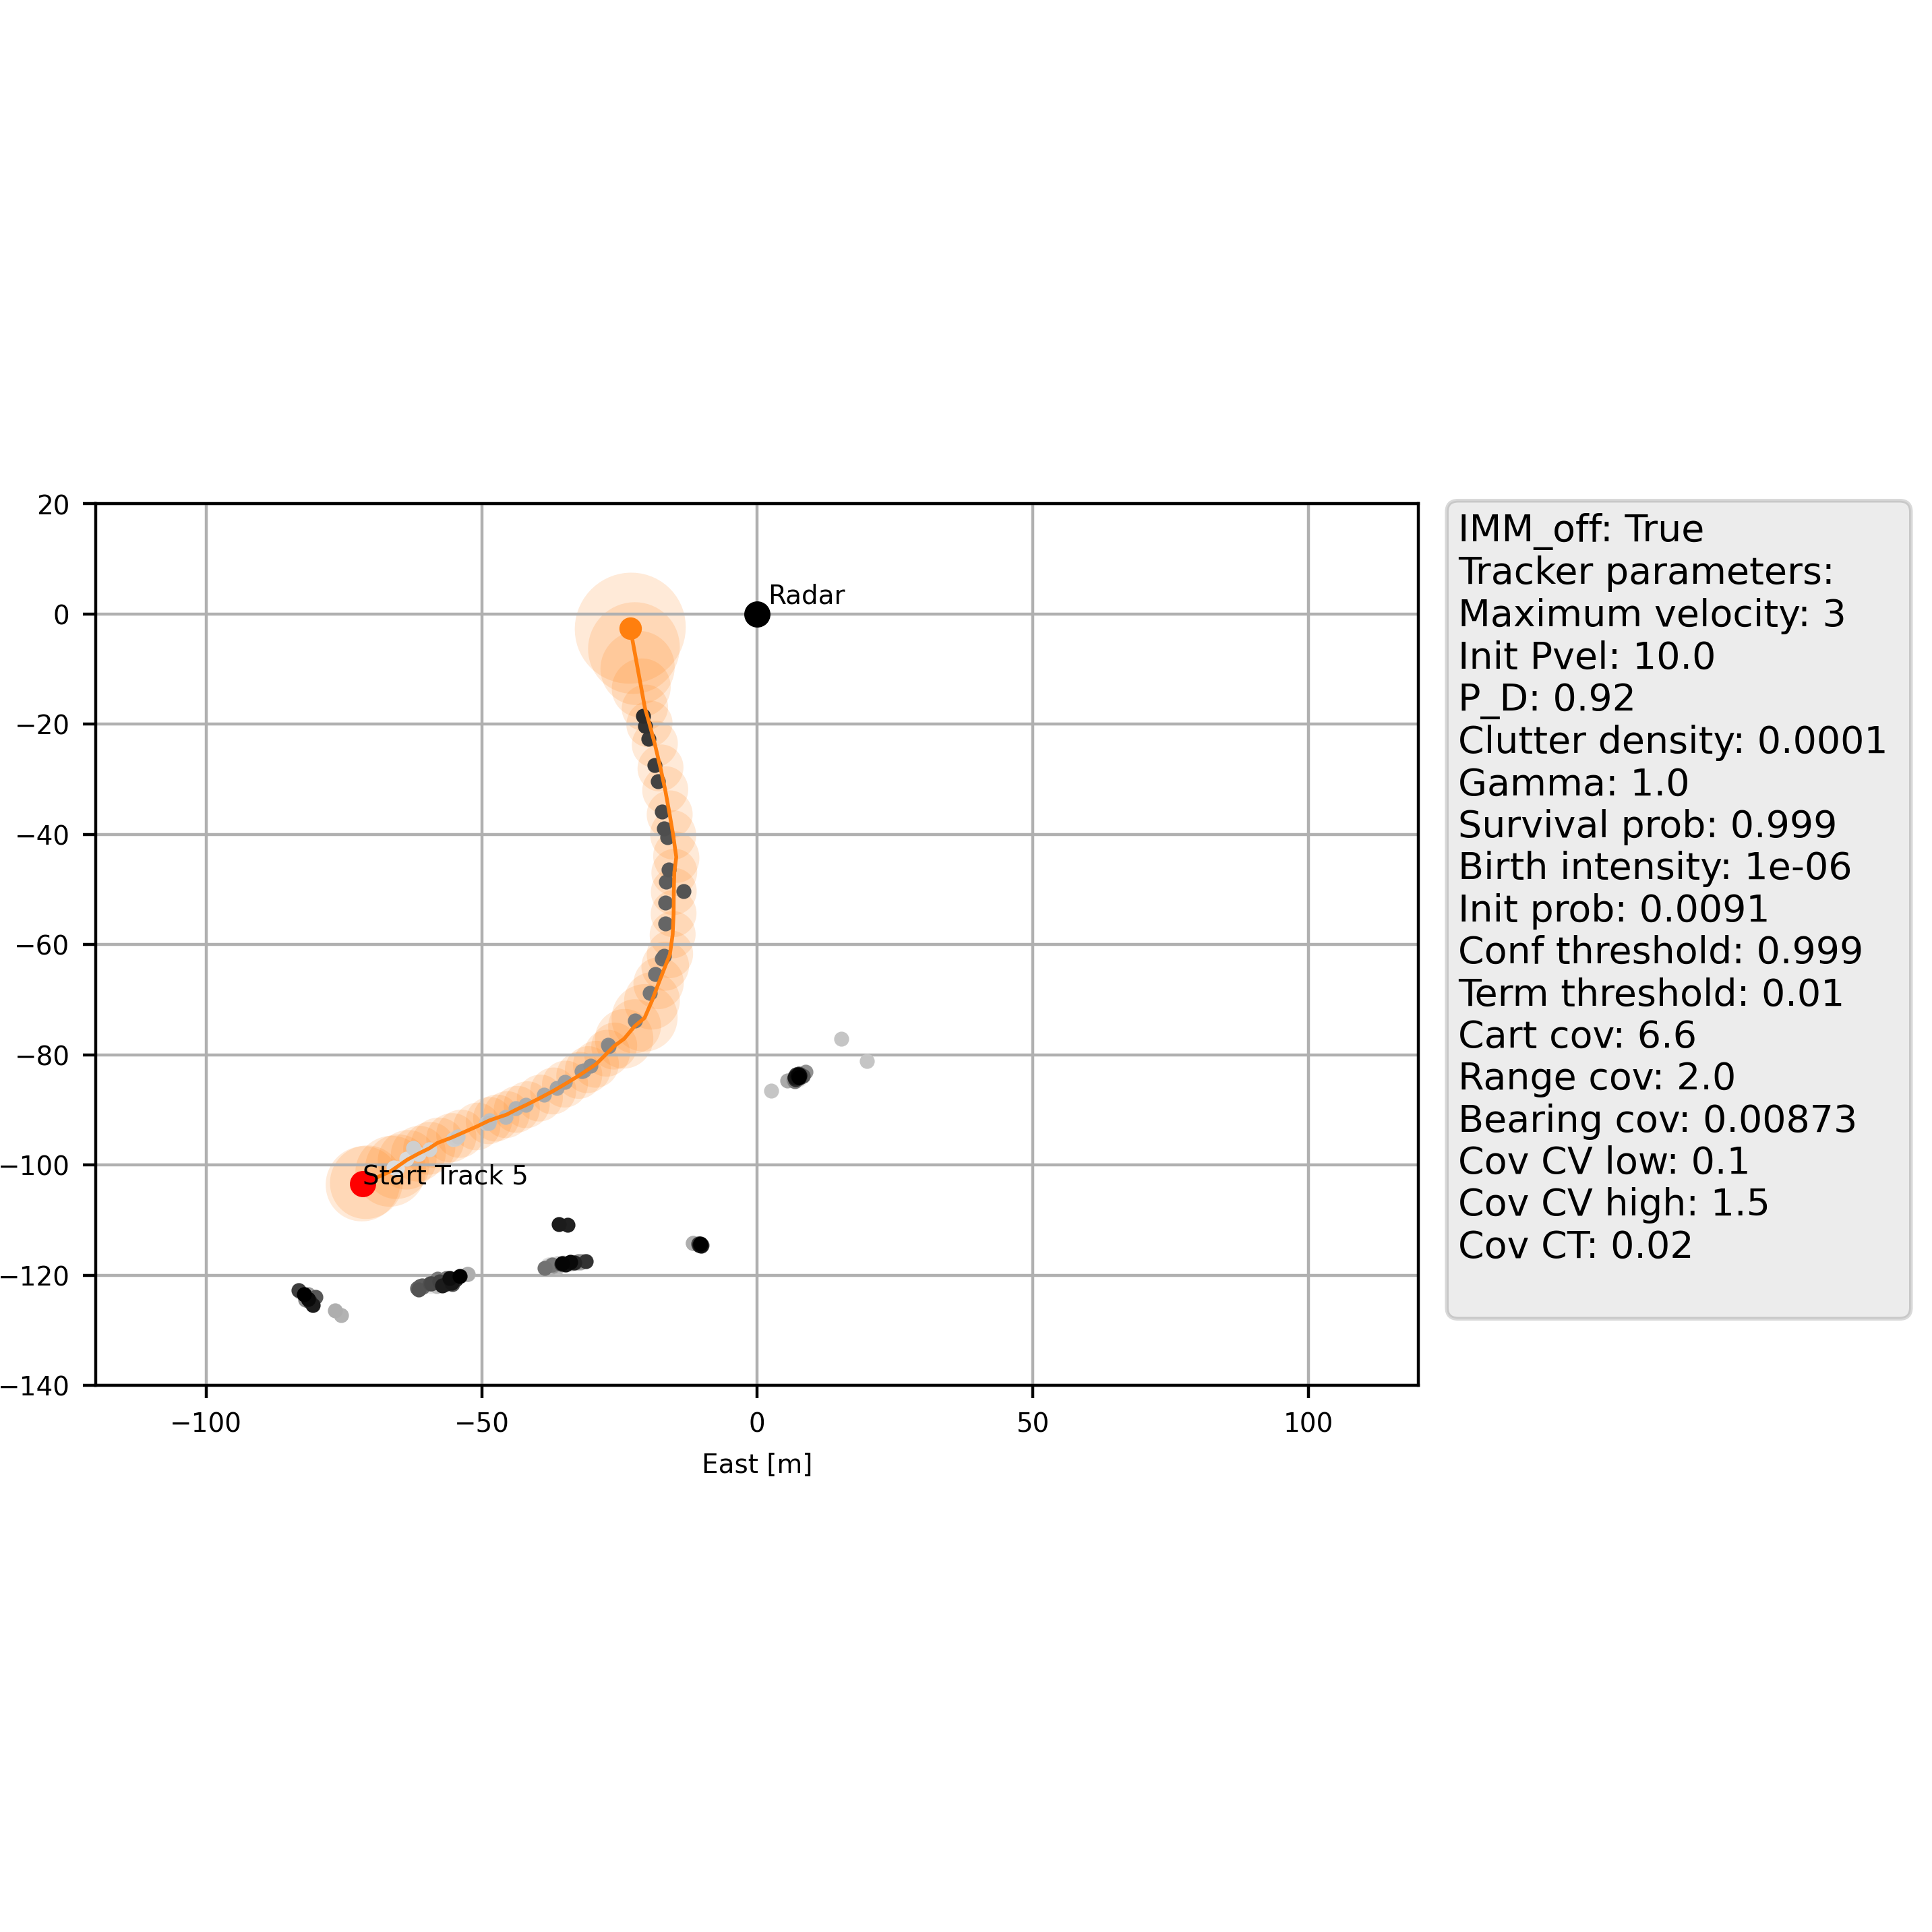 20
0
−20
−40
−60
−80
−100
−120
−140
−100
−50
0
50
100
East [m]
Radar
Start Track 5
IMM_off: True
Tracker parameters:
Maximum velocity: 3
Init Pvel: 10.0
P_D: 0.92
Clutter density: 0.0001
Gamma: 1.0
Survival prob: 0.999
Birth intensity: 1e-06
Init prob: 0.0091
Conf threshold: 0.999
Term threshold: 0.01
Cart cov: 6.6
Range cov: 2.0
Bearing cov: 0.00873
Cov CV low: 0.1
Cov CV high: 1.5
Cov CT: 0.02